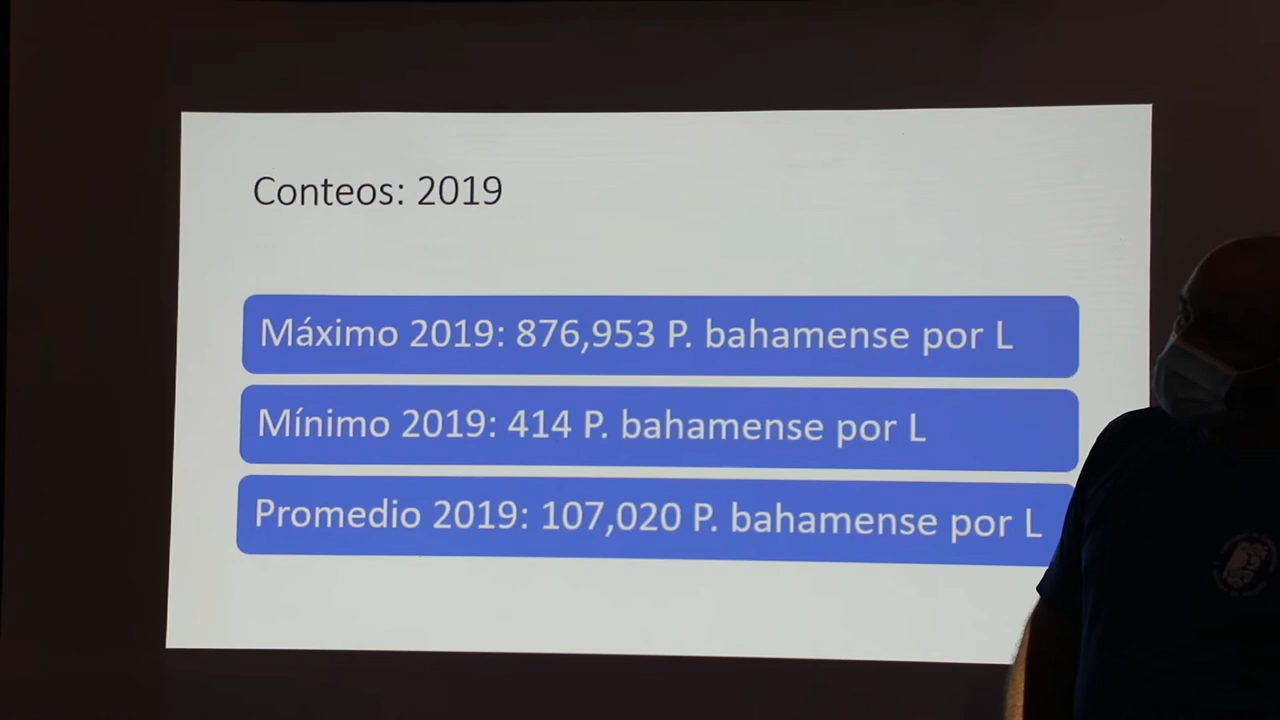 Conteos: 2019
Máximo 2019: 876,953 P. bahamense por L
Mínimo 2019: 414 P. bahamense por L
Promedio 2019: 107,020 P. bahamense por L